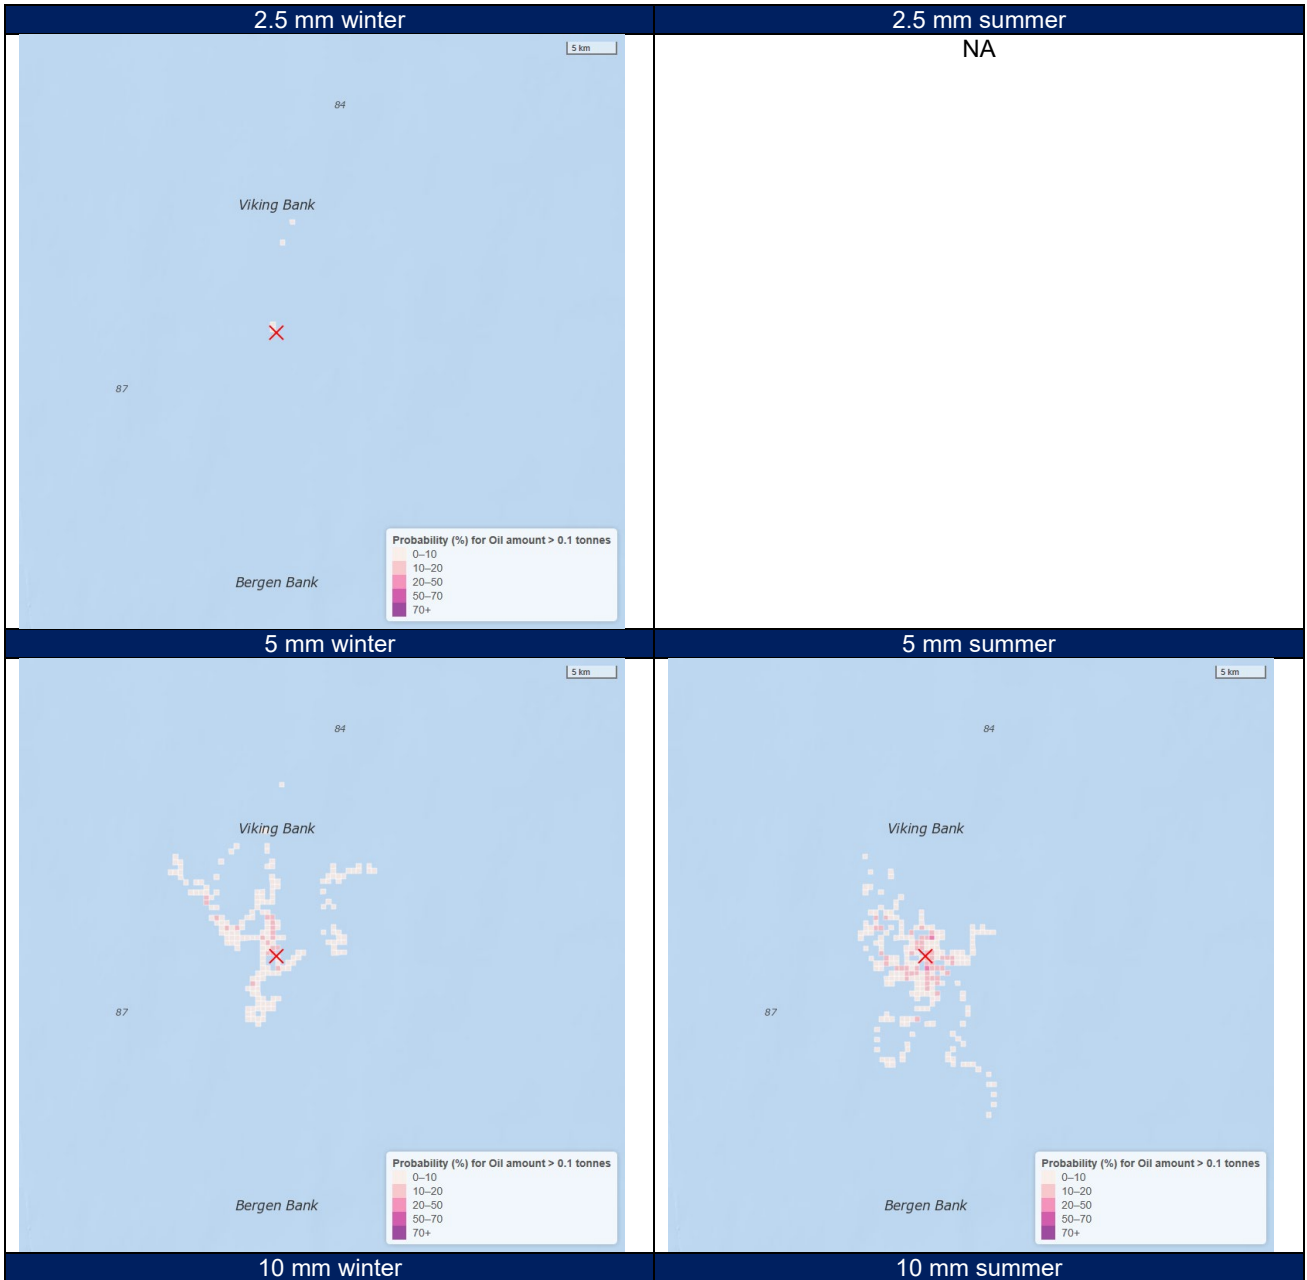 2.5 mm winter
2.5 mm summer
5 km
84
Viking Bank
87
Probability (%) for Oil amount > 0.1 tonnes
0–10
10–20
20–50
50–70
70+
Bergen Bank
NA
5 mm winter
5 mm summer
5 km
84
Viking Bank
87
Probability (%) for Oil amount > 0.1 tonnes
0–10
10–20
20–50
50–70
70+
Bergen Bank
5 km
84
Viking Bank
87
Probability (%) for Oil amount > 0.1 tonnes
0–10
10–20
20–50
50–70
70+
Bergen Bank
10 mm winter
10 mm summer